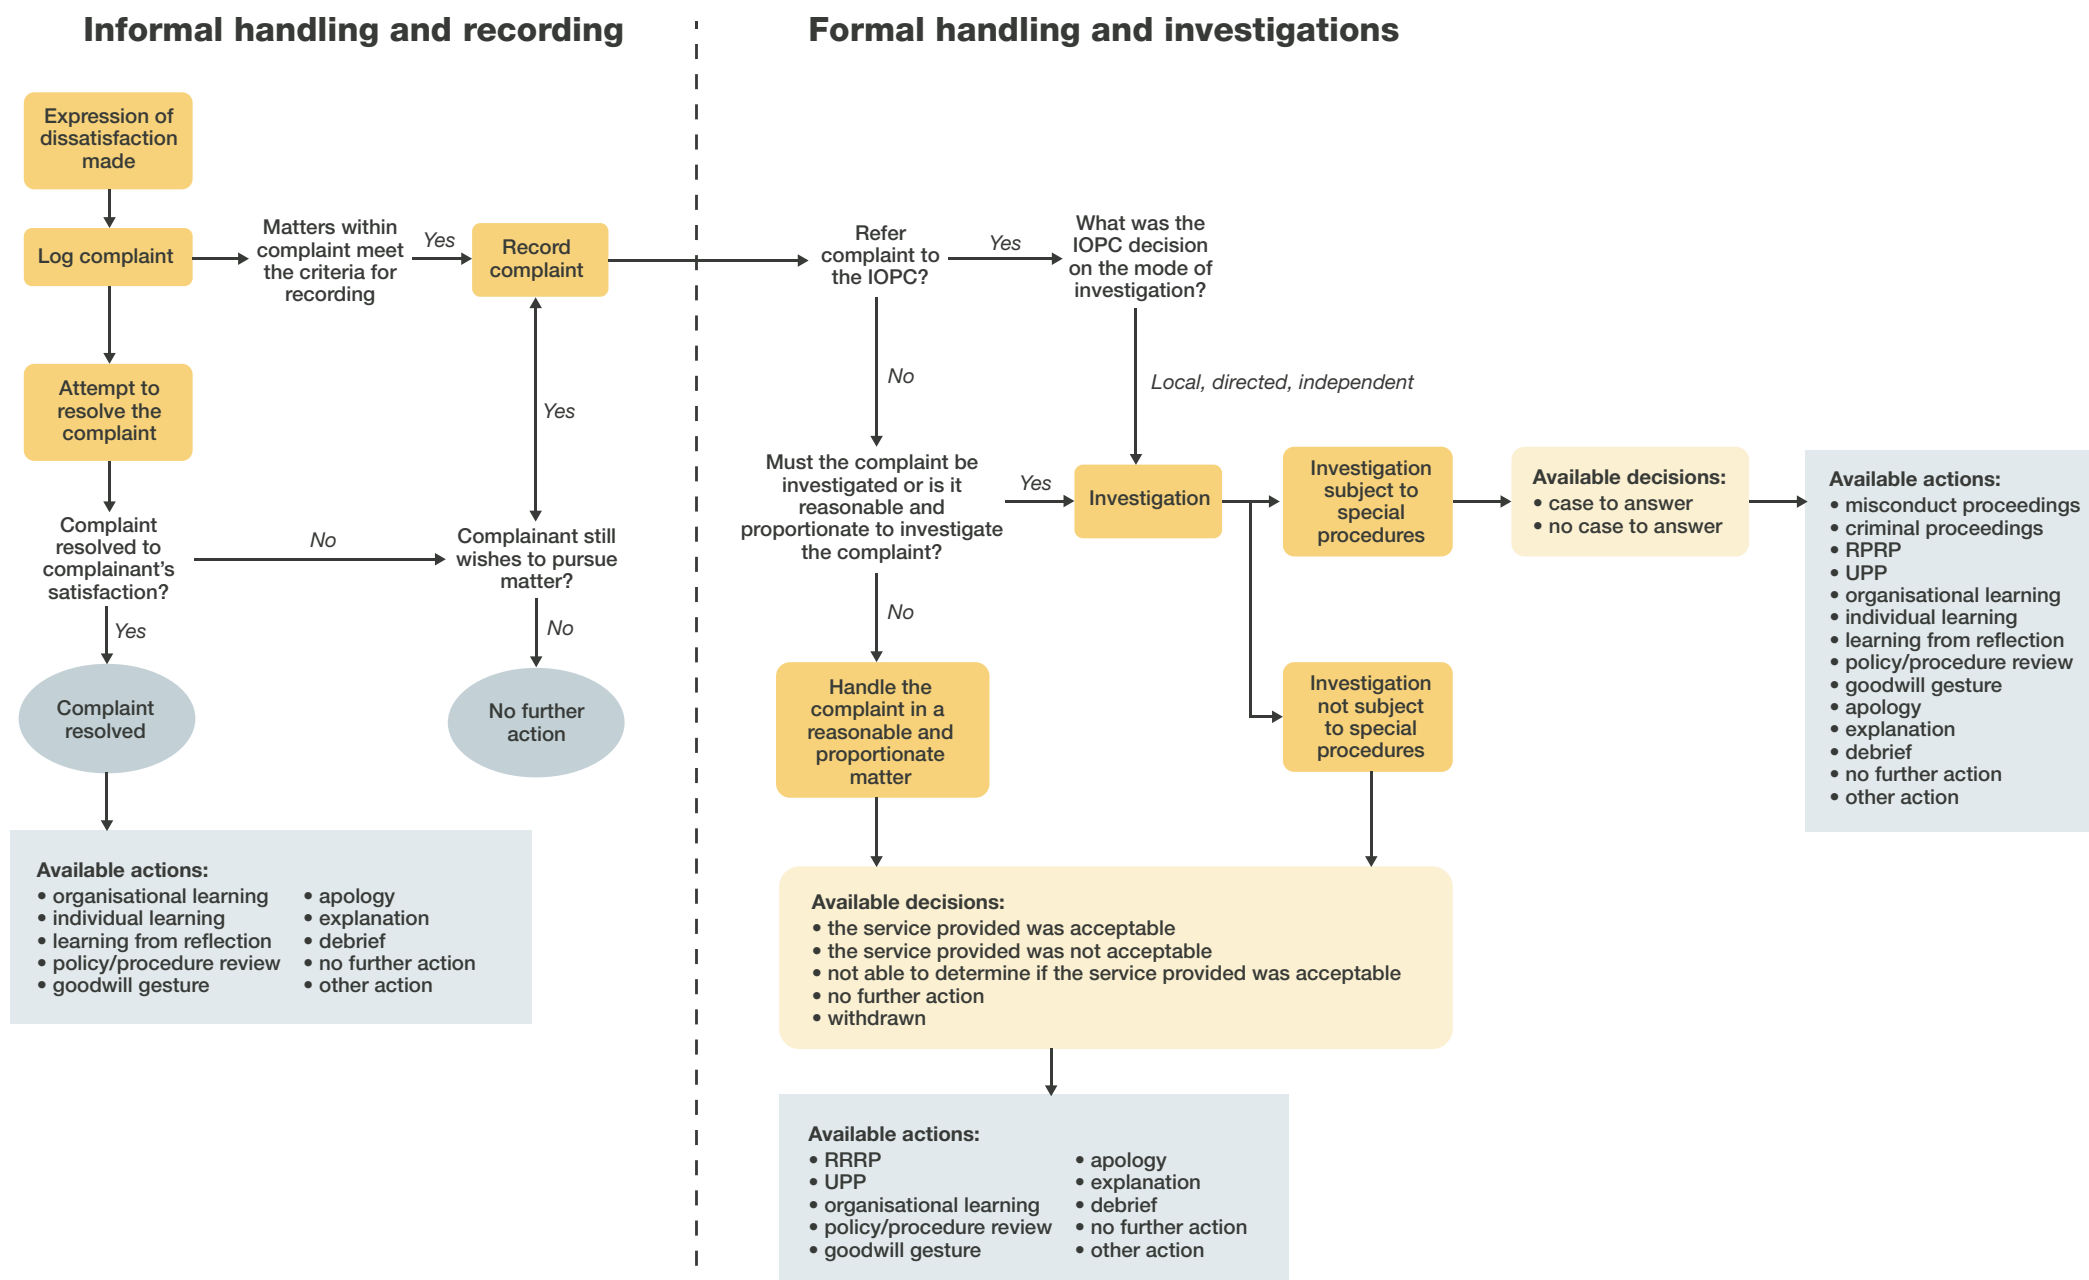 Informal handling and recording
Expression of
dissatisfaction
made
Log complaint
Matters within
complaint meet
the criteria for
recording
Yes
Record
complaint
Attempt to
resolve the
complaint
Yes
Complaint
resolved to
complainant's
satisfaction?
No
Complainant still
wishes to pursue
matter?
Yes
No
Complaint
resolved
No further
action
Available actions:
• organisational learning
• individual learning
• learning from reflection
• policy/procedure review
• goodwill gesture
• apology
• explanation
• debrief
• no further action
• other action
Formal handling and investigations
Refer
complaint to
the IOPC?
Yes
What was the
IOPC decision
on the mode of
investigation?
No
Local, directed, independent
Must the complaint be
investigated or is it
reasonable and
proportionate to investigate
the complaint?
Yes
Investigation
Investigation
subject to
special
procedures
Available decisions:
• case to answer
• no case to answer
Available actions:
• misconduct proceedings
• criminal proceedings
• RPRP
• UPP
• organisational learning
• individual learning
• learning from reflection
• policy/procedure review
• goodwill gesture
• apology
• explanation
• debrief
• no further action
• other action
No
Handle the
complaint in a
reasonable and
proportionate
matter
Investigation
not subject
to special
procedures
Available decisions:
• the service provided was acceptable
• the service provided was not acceptable
• not able to determine if the service provided was acceptable
• no further action
• withdrawn
Available actions:
• RRRP
• UPP
• organisational learning
• policy/procedure review
• goodwill gesture
• apology
• explanation
• debrief
• no further action
• other action